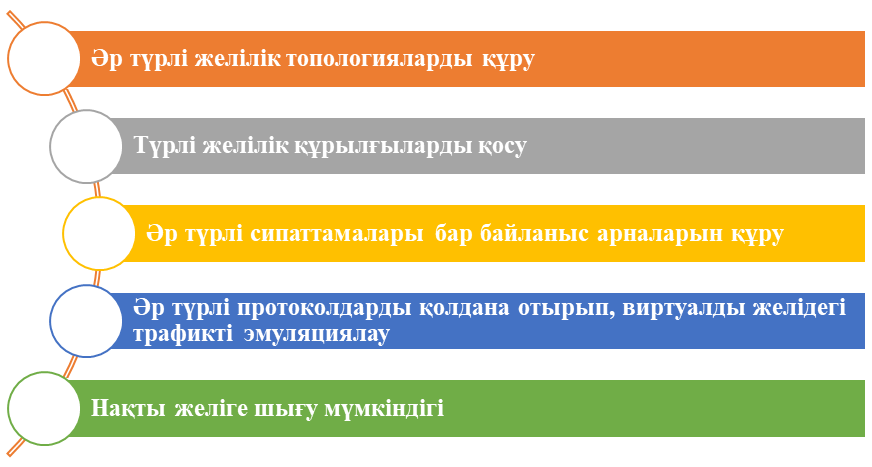 Әр түрлі желілік топологияларды құру
Түрлі желілік құрылғыларды қосу
Әр түрлі сипаттамалары бар байланыс арналарын құру
Әр түрлі протоколдарды қолдана отырып, виртуалды желідегі
трафикті эмуляциялау
Нақты желіге шығу мүмкіндігі